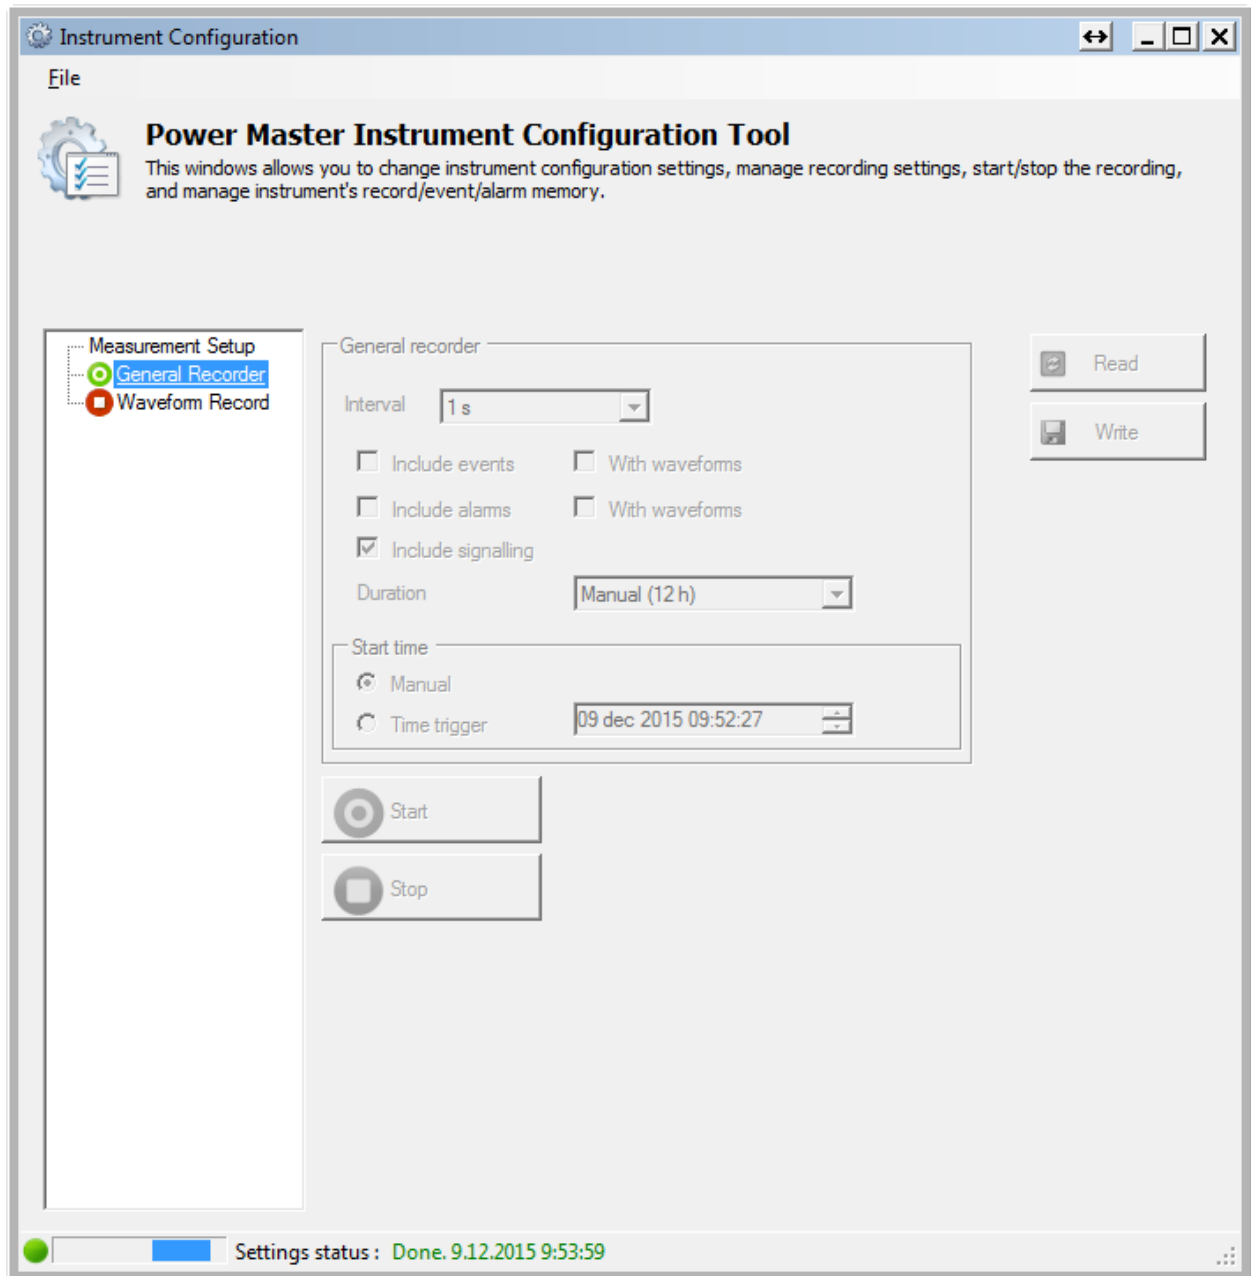 Instrument Configuration
File
Power Master Instrument Configuration Tool
This windows allows you to change instrument configuration settings, manage recording settings, start/stop the recording,
and manage instrument's record/event/alarm memory.
Measurement Setup
General Recorder
Waveform Record
General recorder
Interval 1 s
Include events With waveforms
Include alarms With waveforms
Include signalling
Duration Manual (12 h)
Start time
Manual
Time trigger 09 dec 2015 09:52:27
Start
Stop
Read
Write
Settings status : Done. 9.12.2015 9:53:59